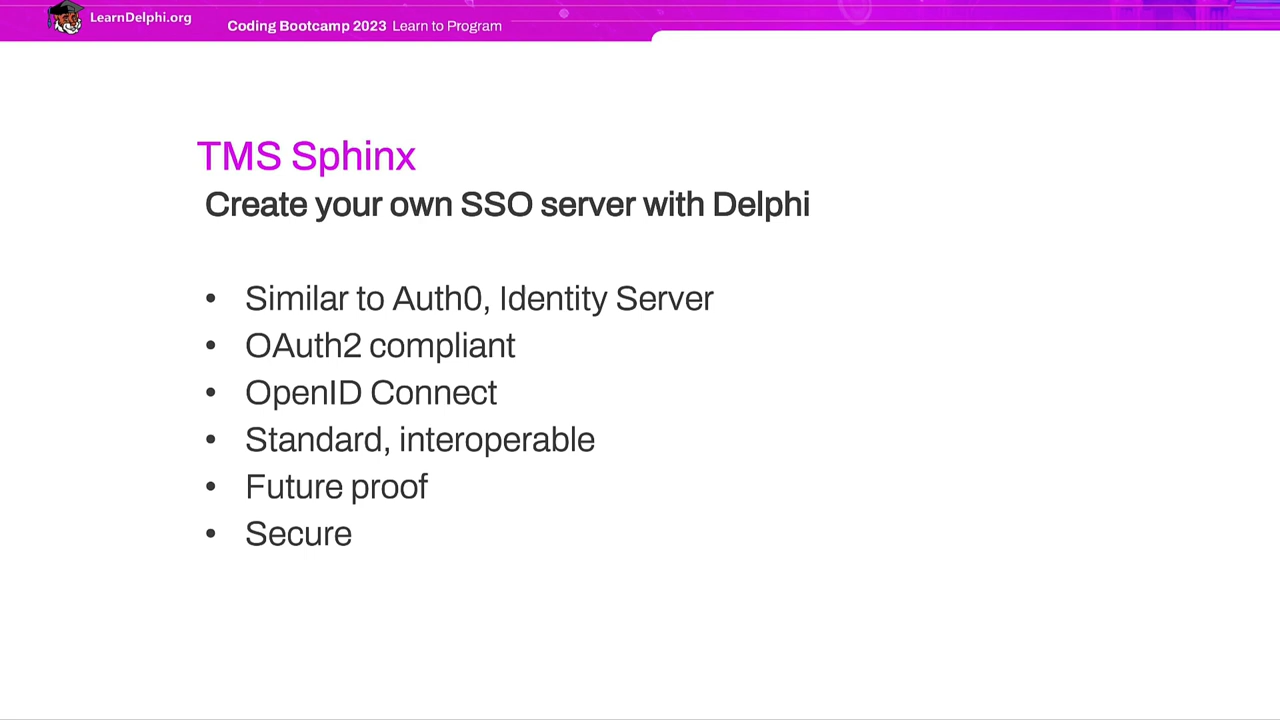 LearnDelphi.org
Coding Bootcamp 2023 Learn to Program
TMS Sphinx
Create your own SSO server with Delphi
• Similar to Auth0, Identity Server
• OAuth2 compliant
• OpenID Connect
• Standard, interoperable
• Future proof
• Secure